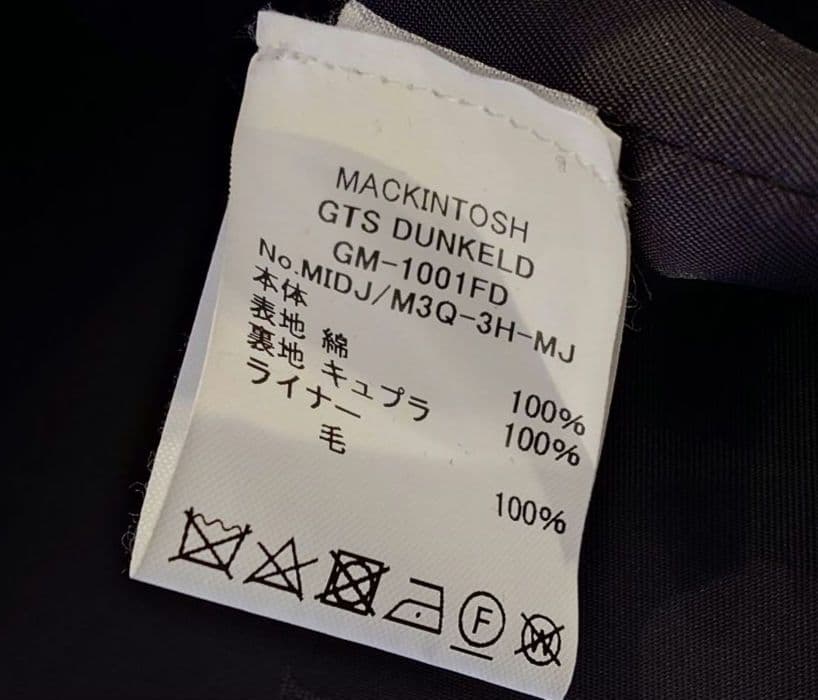 MACKINTOSH
GTS DUNKELD
GM-1001FD
No.MIDJ/M3Q-3H-MJ
本体
表地 綿 100%
裏地 キュプラ 100%
ライナー
毛 100%
F
W